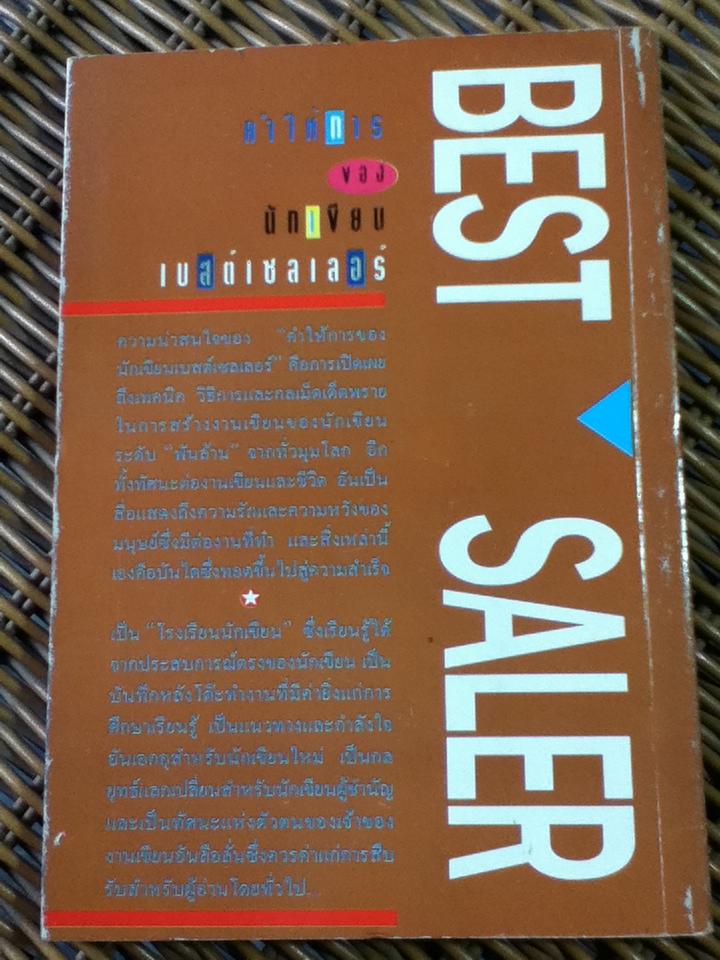 คำให้การ
ของ
นักเขียน
เบสต์เซลเลอร์
ความน่าสนใจของ "คำให้การของ
นักเขียนเบสต์เซลเลอร์" คือการเปิดเผย
ถึงเทคนิค วิธีการและกลเม็ดเด็ดพราย
ในการสร้างงานเขียนของนักเขียน
ระดับ "พันล้าน" จากทั่วมุมโลก อีก
ทั้งทัศนะต่องานเขียนและชีวิต อันเป็น
สื่อแสดงถึงความรักและความหวังของ
มนุษย์ซึ่งมีต่องานที่ทำ และสิ่งเหล่านี้
เองคือบันไดซึ่งทอดขึ้นไปสู่ความสำเร็จ
เป็น "โรงเรียนนักเขียน" ซึ่งเรียนรู้ได้
จากประสบการณ์ตรงของนักเขียน เป็น
บันทึกหลังโต๊ะทำงานที่มีค่ายิ่งแก่การ
ศึกษาเรียนรู้ เป็นแนวทางและกำลังใจ
อันเอกอุสำหรับนักเขียนใหม่ เป็นกล
ยุทธ์แลกเปลี่ยนสำหรับนักเขียนผู้ชำนัญ
และเป็นทัศนะแห่งตัวตนของเจ้าของ
งานเขียนอันลือลั่นซึ่งควรค่าแก่การสืบ
รับสำหรับผู้อ่านโดยทั่วไป...
BEST SALER